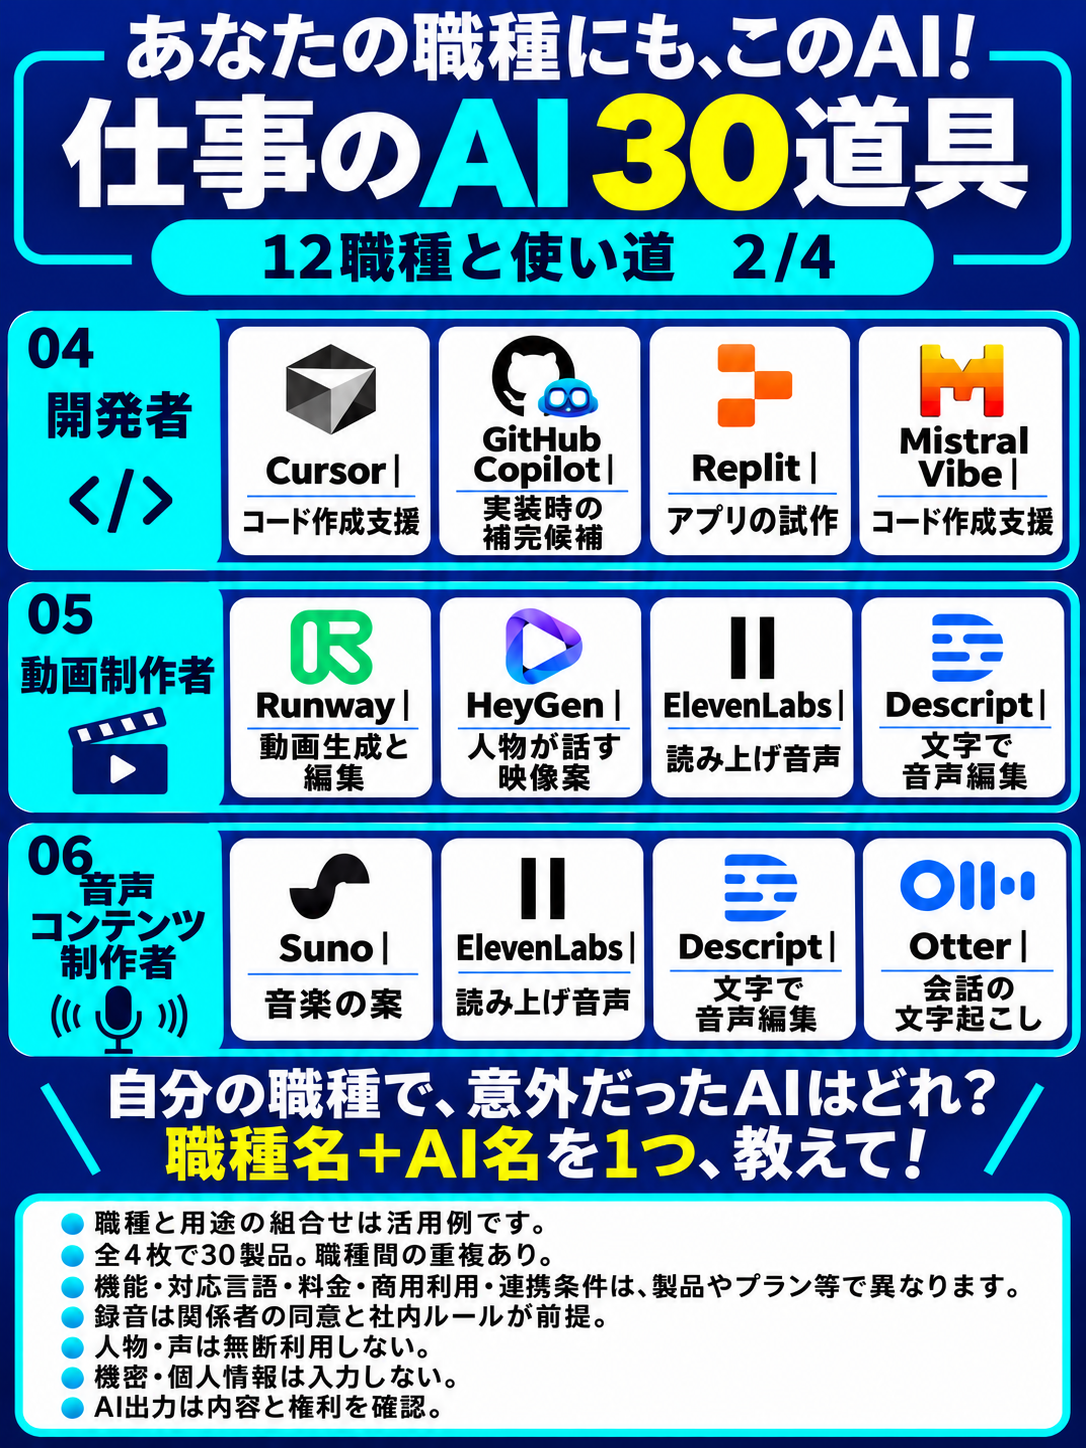 あなたの職種にも、このAI!
仕事のAI 30道具
12職種と使い道 2/4
04
開発者
</>
Cursor|
コード作成支援
GitHub
Copilot|
実装時の
補完候補
Replit|
アプリの試作
Mistral
Vibe|
コード作成支援
05
動画制作者
Runway|
動画生成と
編集
HeyGen|
人物が話す
映像案
ElevenLabs|
読み上げ音声
Descript|
文字で
音声編集
06
音声
コンテンツ
制作者
Suno|
音楽の案
ElevenLabs|
読み上げ音声
Descript|
文字で
音声編集
Otter|
会話の
文字起こし
自分の職種で、意外だったAIはどれ?
職種名+AI名を1つ、教えて!
職種と用途の組合せは活用例です。
全4枚で30製品。職種間の重複あり。
機能・対応言語・料金・商用利用・連携条件は、製品やプラン等で異なります。
録音は関係者の同意と社内ルールが前提。
人物・声は無断利用しない。
機密・個人情報は入力しない。
AI出力は内容と権利を確認。